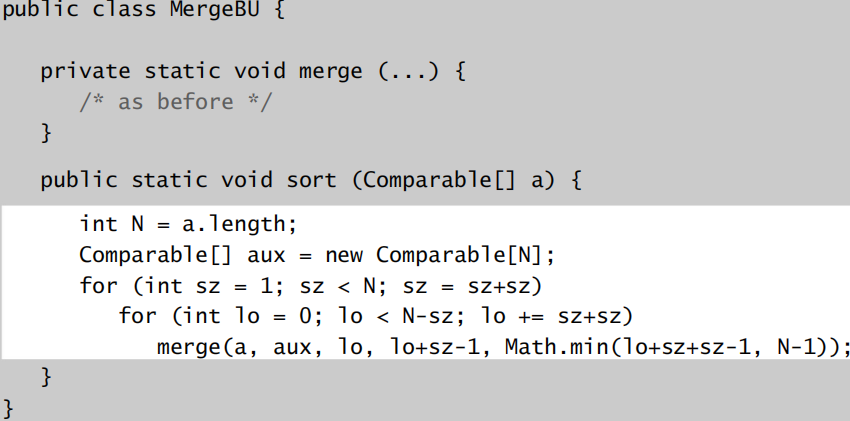 public class MergeBU {
private static void merge (...) {
/* as before */
}
public static void sort (Comparable[] a) {
int N = a.length;
Comparable[] aux = new Comparable[N];
for (int sz = 1; sz < N; sz = sz+sz)
for (int lo = 0; lo < N-sz; lo += sz+sz)
merge(a, aux, lo, lo+sz-1, Math.min(lo+sz+sz-1, N-1));
}
}